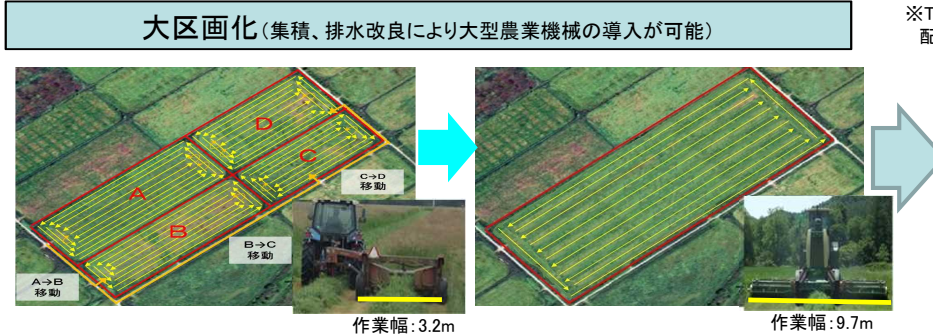 大区画化(集積、排水改良により大型農業機械の導入が可能)
※T
配
D
C
A
B
C→D
移動
B→C
移動
A→B
移動
作業幅:3.2m
作業幅:9.7m